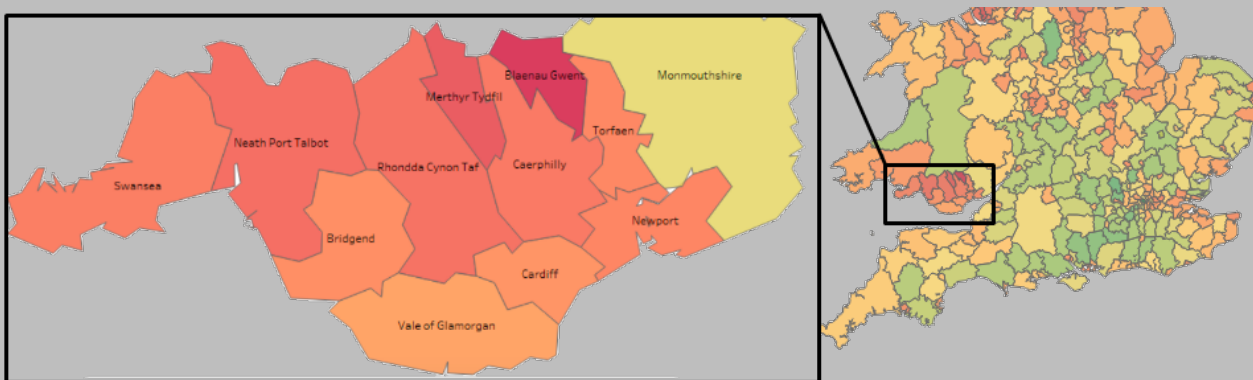 Blaenau Gwent
Monmouthshire
Merthyr Tydfil
Torfaen
Neath Port Talbot
Rhondda Cynon Taf
Caerphilly
Swansea
Newport
Bridgend
Cardiff
Vale of Glamorgan